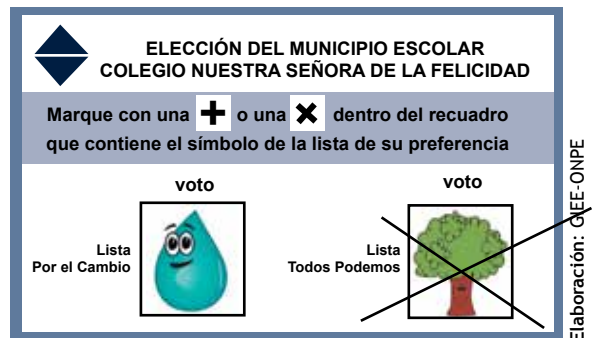 ELECCIÓN DEL MUNICIPIO ESCOLAR
COLEGIO NUESTRA SEÑORA DE LA FELICIDAD
Marque con una + o una × dentro del recuadro
que contiene el símbolo de la lista de su preferencia
voto
Lista
Por el Cambio
voto
Lista
Todos Podemos
Elaboración: GIEE-ONPE